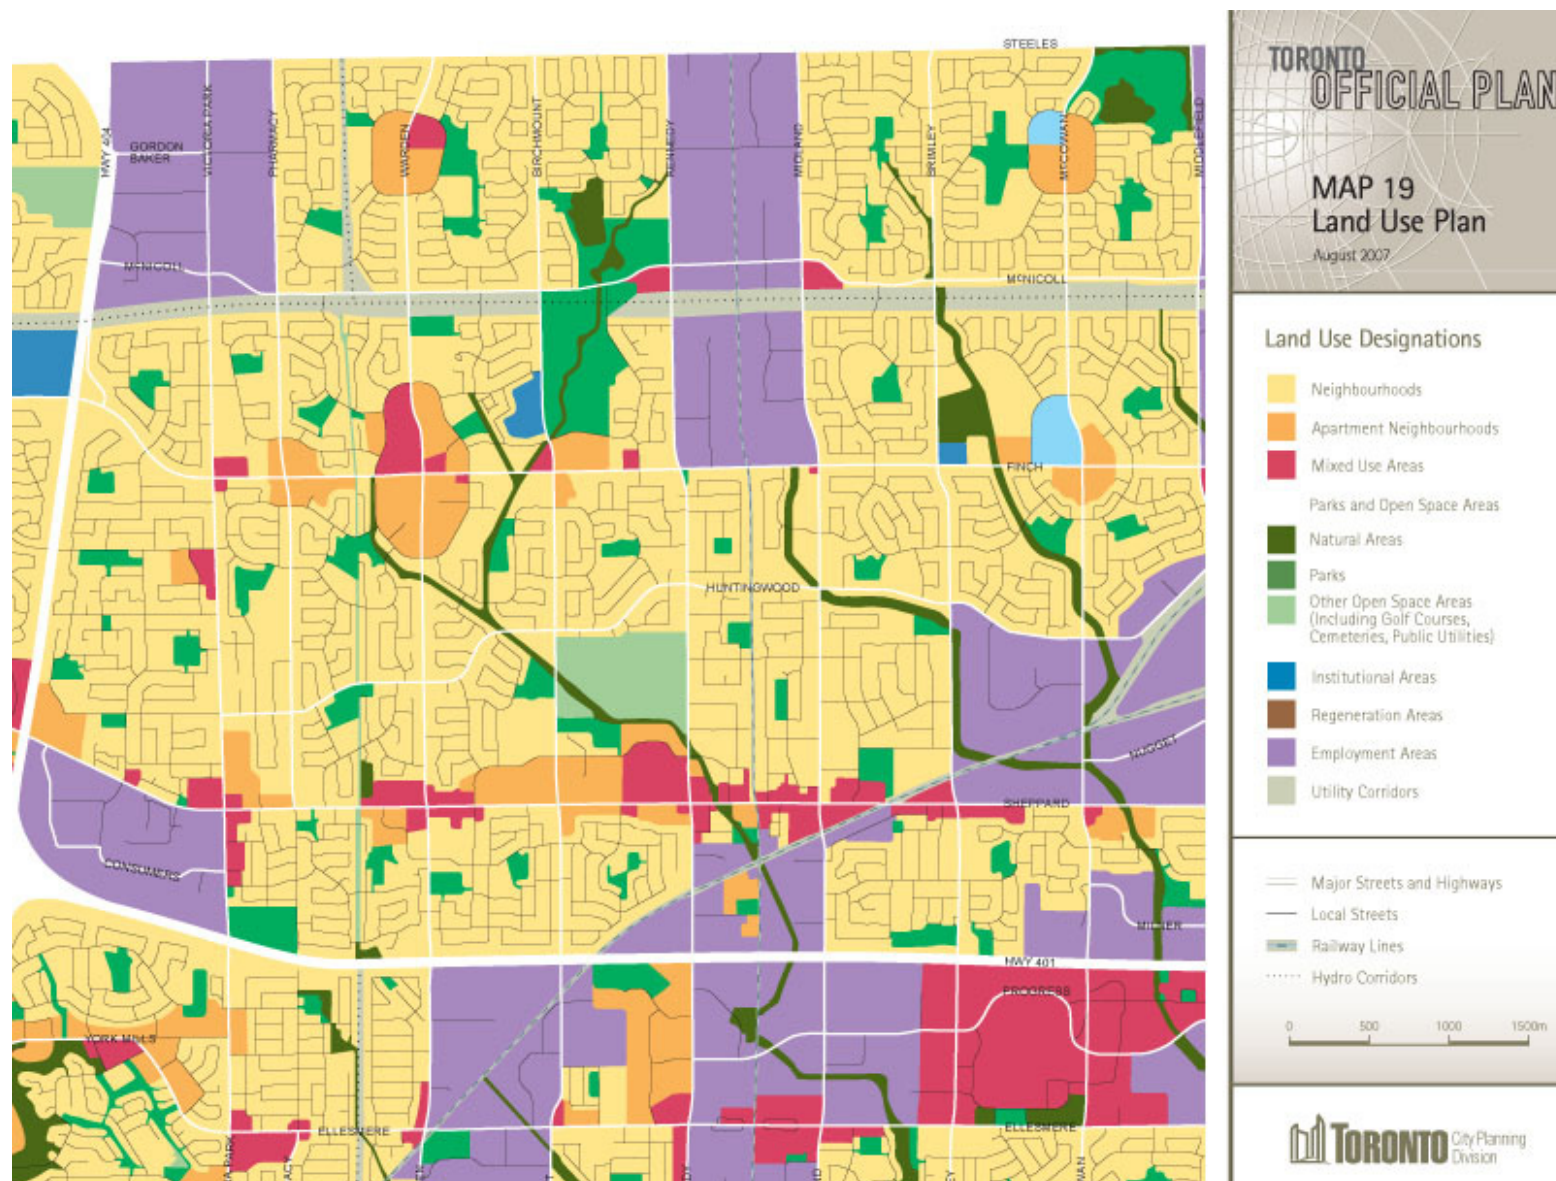 STEELES
HWY 404
GORDON
BAKER
VICTORIA PARK
PHARMACY
WARDEN
BIRCHMOUNT
KENNEDY
MIDLAND
BRIMLEY
MCCOWAN
MIDDLEFIELD
McNICOLL
McNICOLL
FINCH
HUNTINGWOOD
NUGGET
SHEPPARD
CONSUMERS
MILNER
HWY 401
PROGRESS
YORK MILLS
ELLESMERE
ELLESMERE
TORONTO
OFFICIAL PLAN
MAP 19
Land Use Plan
August 2007
Land Use Designations
Neighbourhoods
Apartment Neighbourhoods
Mixed Use Areas
Parks and Open Space Areas
Natural Areas
Parks
Other Open Space Areas
(Including Golf Courses,
Cemeteries, Public Utilities)
Institutional Areas
Regeneration Areas
Employment Areas
Utility Corridors
Major Streets and Highways
Local Streets
Railway Lines
Hydro Corridors
0 500 1000 1500m
TORONTO City Planning
Division